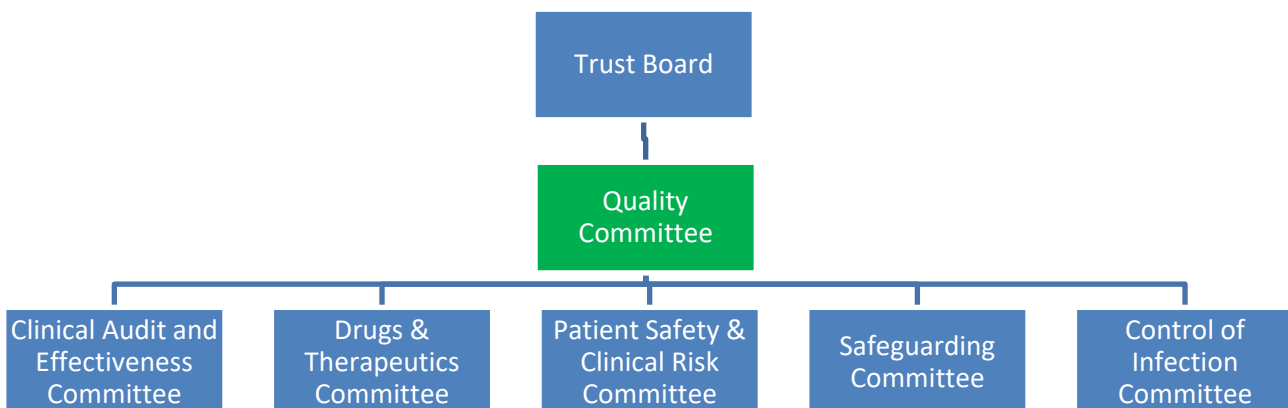 Trust Board
Quality
Committee
Clinical Audit and
Effectiveness
Committee
Drugs &
Therapeutics
Committee
Patient Safety &
Clinical Risk
Committee
Safeguarding
Committee
Control of
Infection
Committee